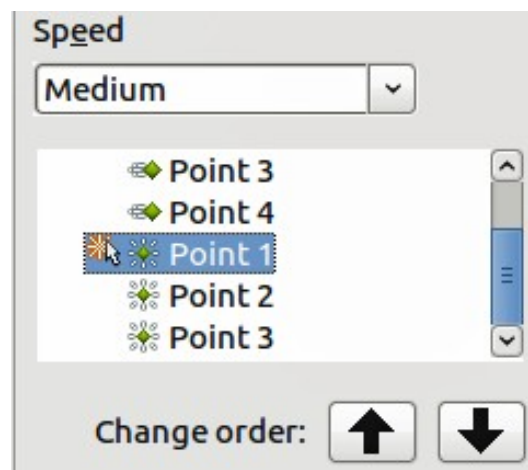 Speed
Medium
Point 3
Point 4
Point 1
Point 2
Point 3
Change order: